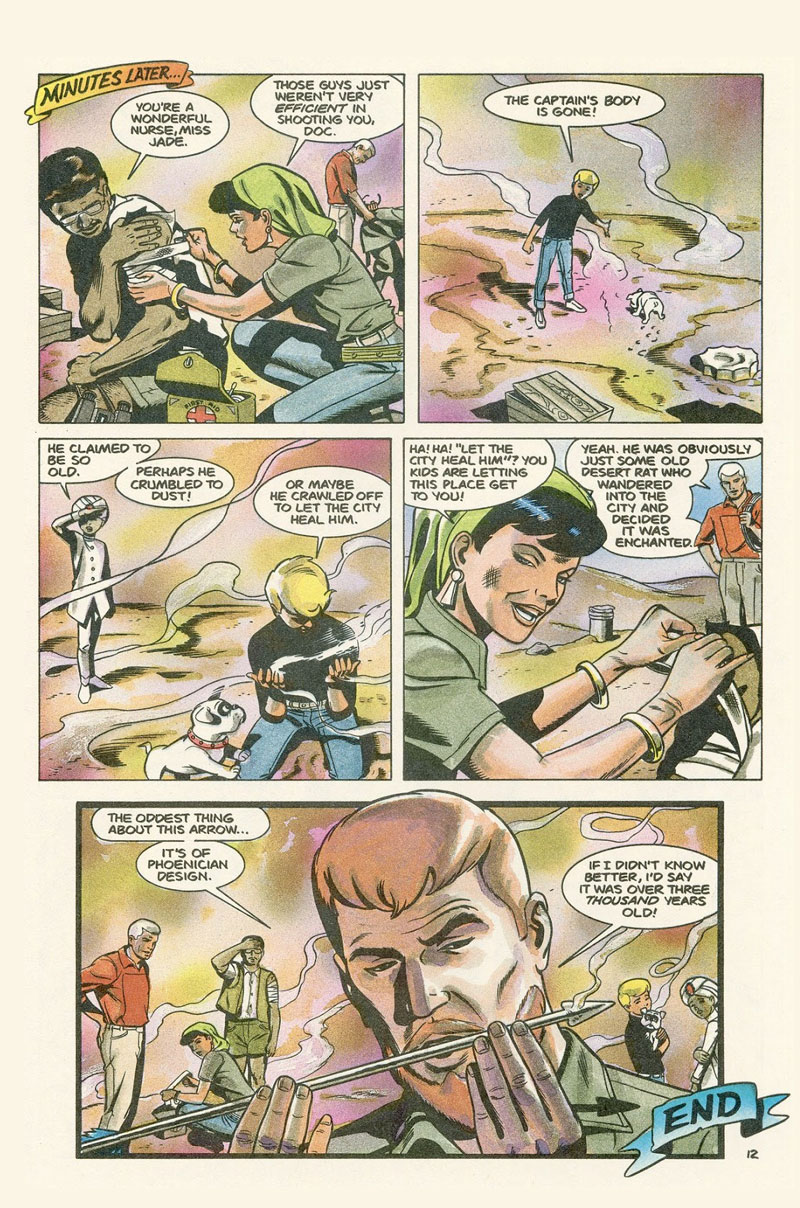 MINUTES LATER...
YOU'RE A
WONDERFUL
NURSE, MISS
JADE.
THOSE GUYS JUST
WEREN'T VERY
EFFICIENT IN
SHOOTING YOU,
DOC.
FIRST AID
THE CAPTAIN'S BODY
IS GONE!
HE CLAIMED TO
BE SO
OLD.
PERHAPS HE
CRUMBLED TO
DUST!
OR MAYBE
HE CRAWLED OFF
TO LET THE CITY
HEAL HIM.
HA! HA! "LET THE
CITY HEAL HIM"? YOU
KIDS ARE LETTING
THIS PLACE GET
TO YOU!
YEAH. HE WAS OBVIOUSLY
JUST SOME OLD
DESERT RAT WHO
WANDERED
INTO THE
CITY AND
DECIDED
IT WAS
ENCHANTED.
THE ODDEST THING
ABOUT THIS ARROW...
IT'S OF
PHOENICIAN
DESIGN.
IF I DIDN'T KNOW
BETTER, I'D SAY
IT WAS OVER THREE
THOUSAND YEARS
OLD!
END
12